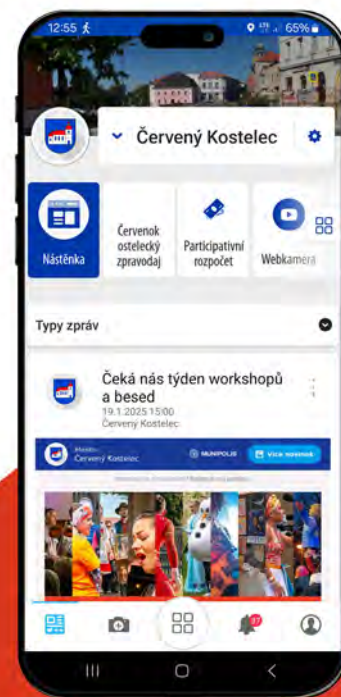 12:55
LTE 65%
Červený Kostelec
Nástěnka
Červenok
ostelecký
zpravodaj
Participativní
rozpočet
Webkamera
Typy zpráv
Čeká nás týden workshopů
a besed
19.1.2025 15:00
Červený Kostelec
Červený Kostelec
MUNIPOLIS
Více novinek
37